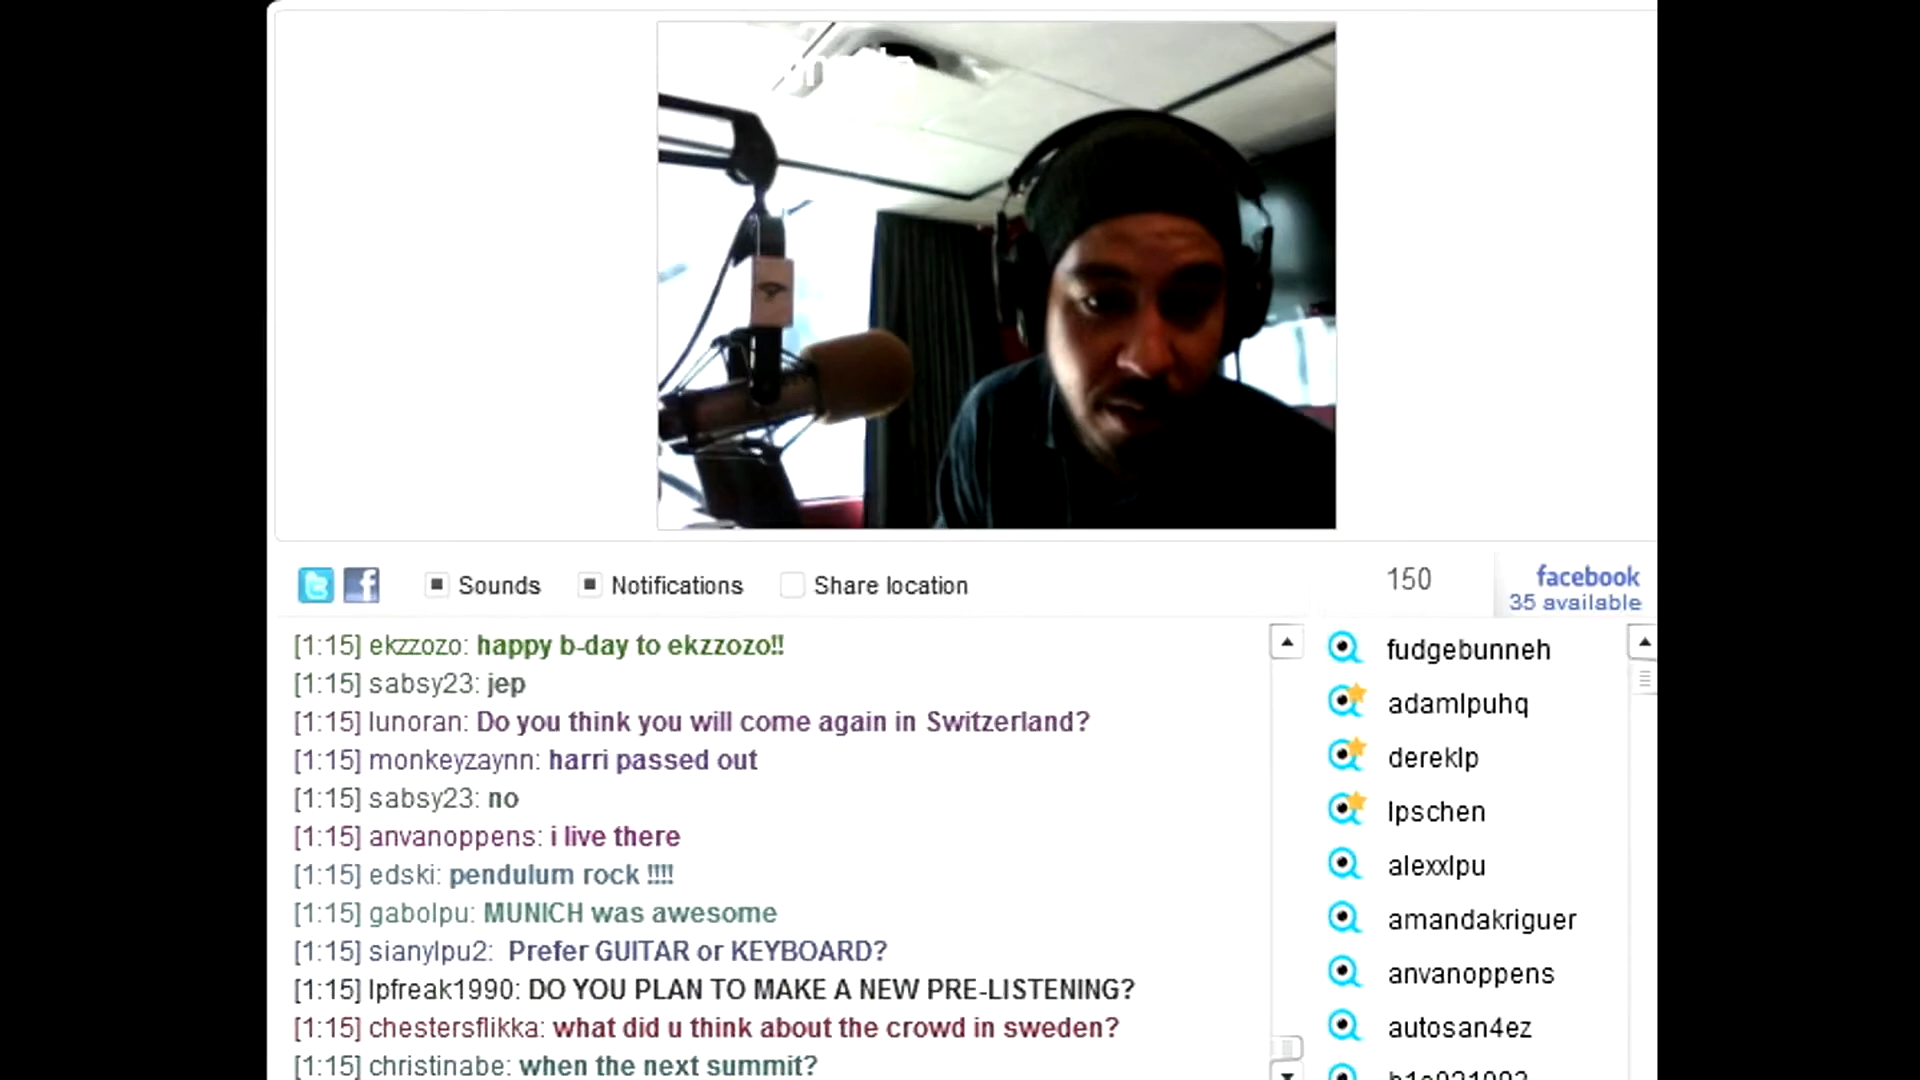 Sounds
Notifications
Share location
150
facebook
35 available
[1:15] ekzzozo: happy b-day to ekzzozo!!
[1:15] sabsy23: jep
[1:15] lunoran: Do you think you will come again in Switzerland?
[1:15] monkeyzaynn: harri passed out
[1:15] sabsy23: no
[1:15] anvanoppens: i live there
[1:15] edski: pendulum rock !!!!
[1:15] gabolpu: MUNICH was awesome
[1:15] sianylpu2: Prefer GUITAR or KEYBOARD?
[1:15] lpfreak1990: DO YOU PLAN TO MAKE A NEW PRE-LISTENING?
[1:15] chestersflikka: what did u think about the crowd in sweden?
[1:15] christinabe: when the next summit?
fudgebunneh
adamlpuhq
dereklp
lpschen
alexxlpu
amandakriguer
anvanoppens
autosan4ez